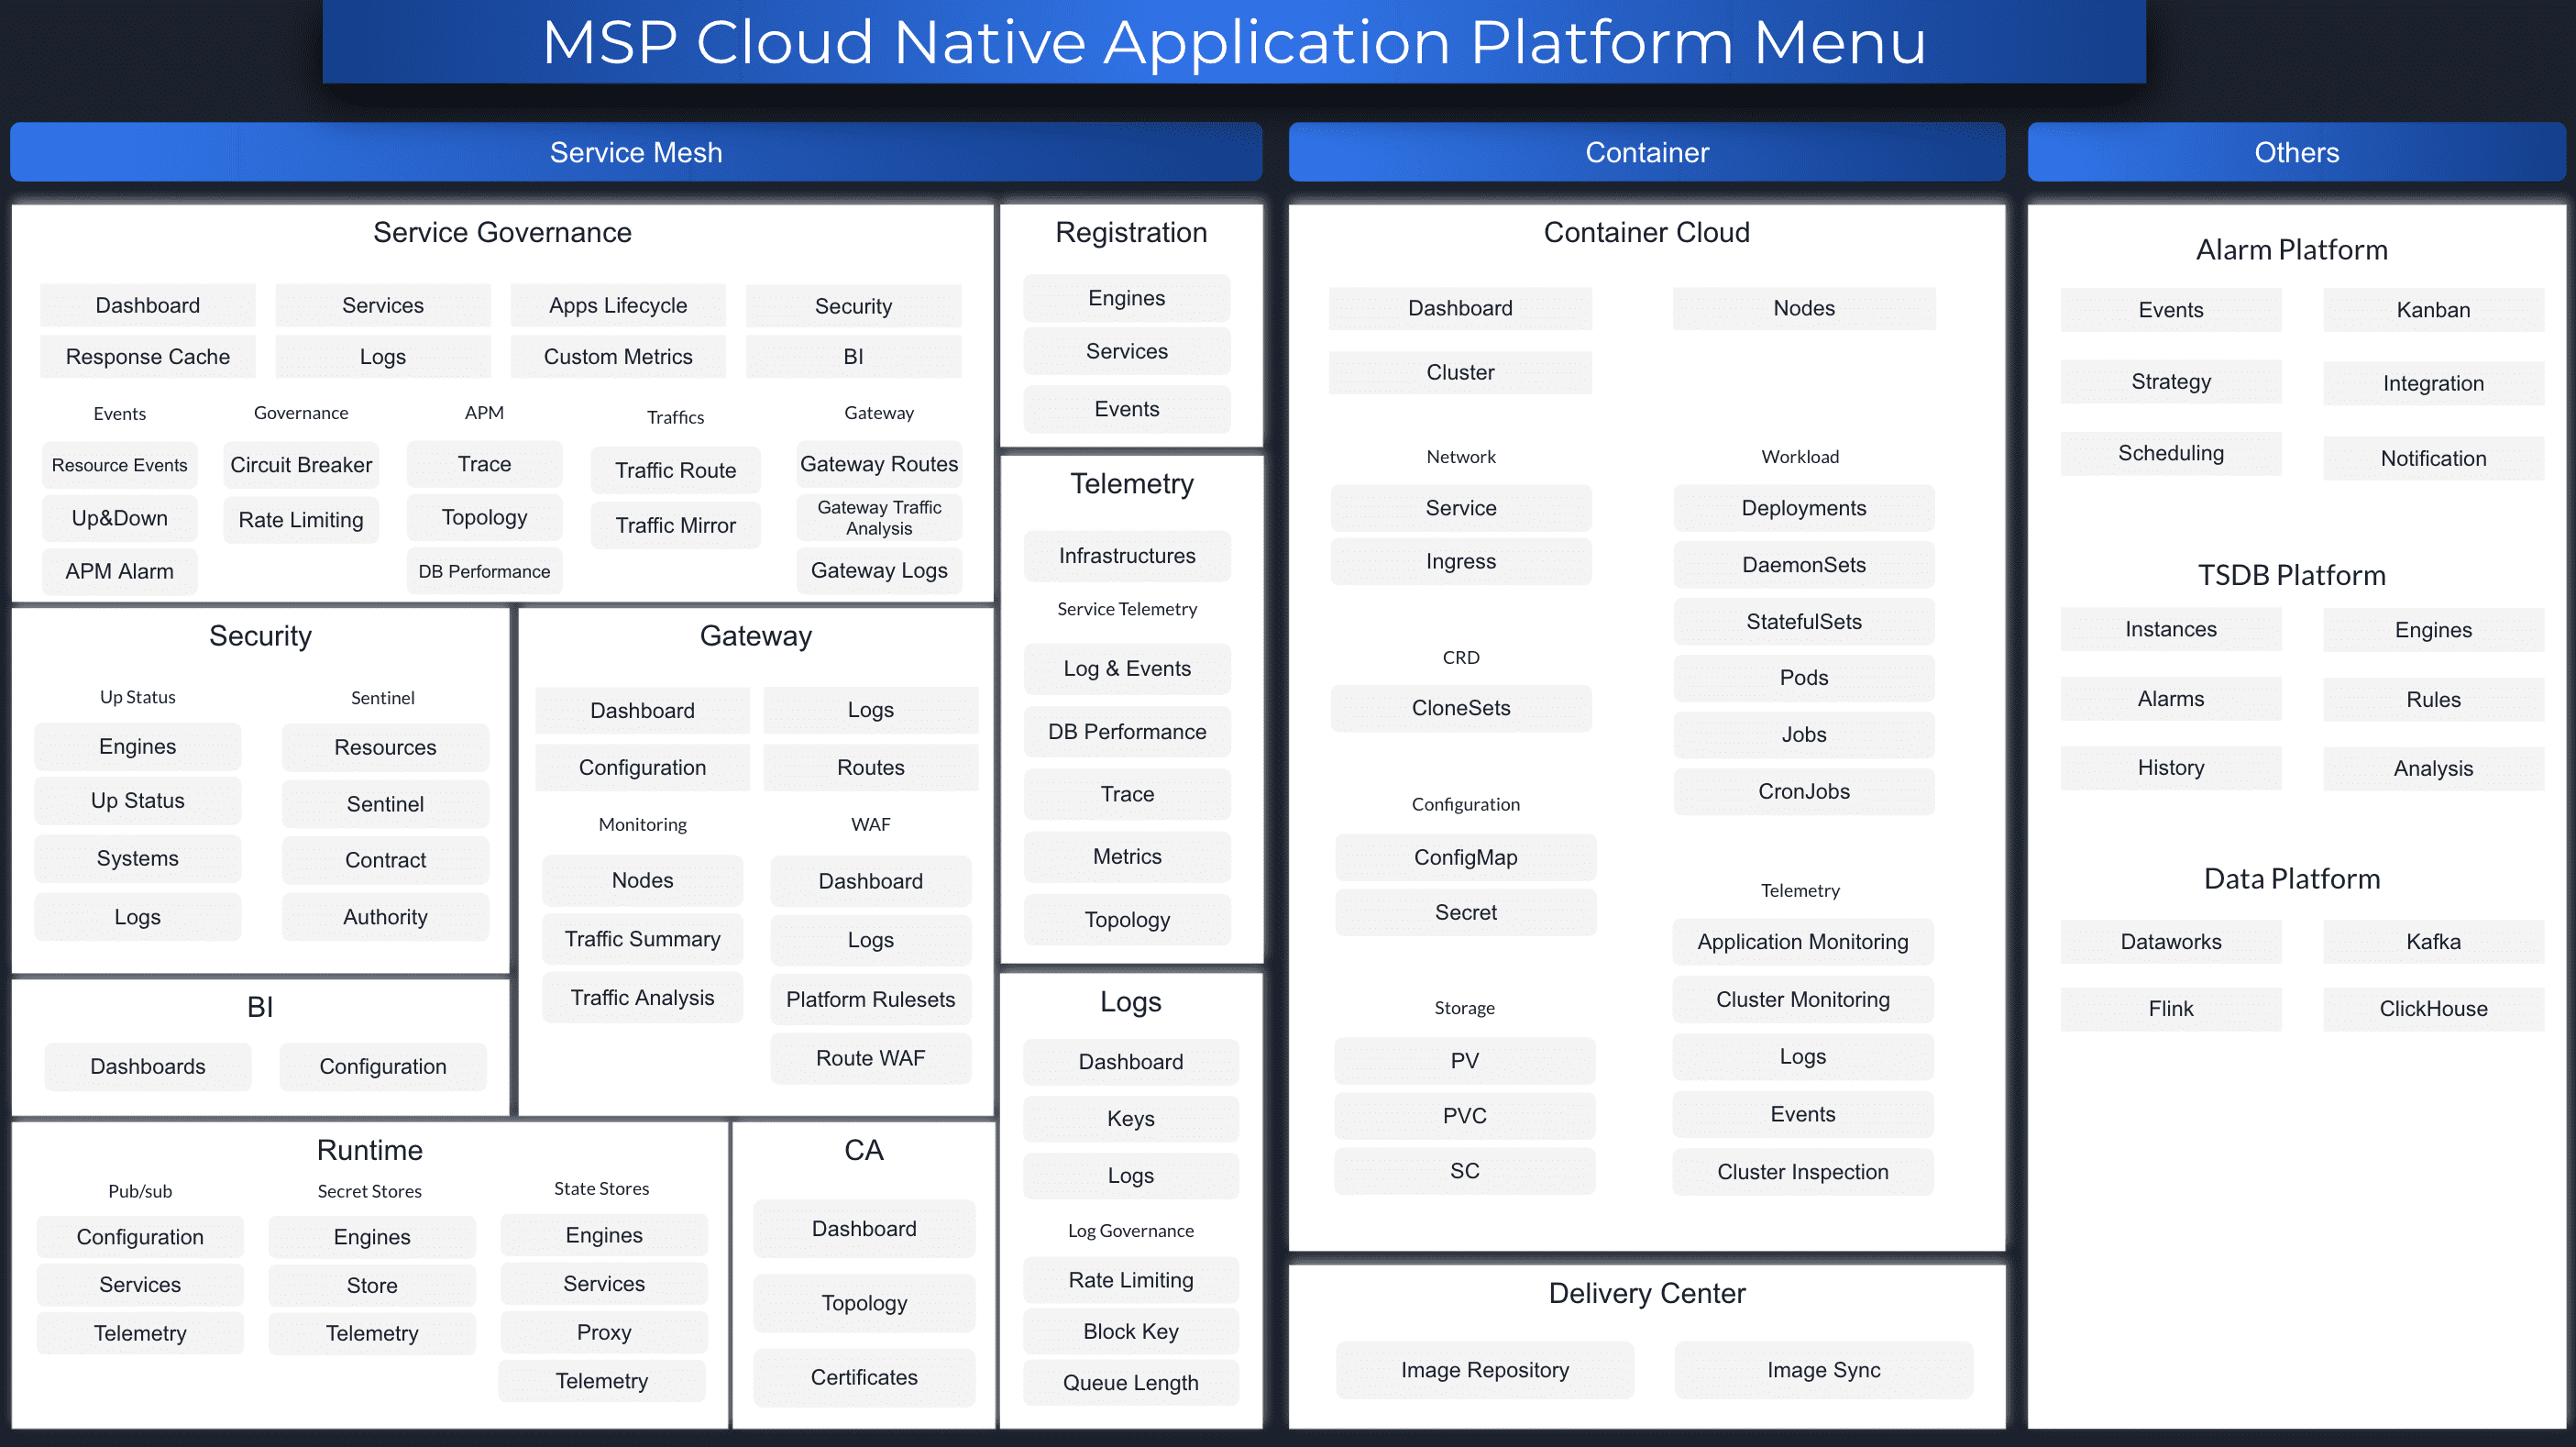 MSP Cloud Native Application Platform Menu
Service Mesh
Service Governance
Dashboard
Services
Apps Lifecycle
Security
Response Cache
Logs
Custom Metrics
BI
Events
Resource Events
Up&Down
APM Alarm
Governance
Circuit Breaker
Rate Limiting
APM
Trace
Topology
DB Performance
Traffics
Traffic Route
Traffic Mirror
Gateway
Gateway Routes
Gateway Traffic
Analysis
Gateway Logs
Security
Up Status
Engines
Up Status
Systems
Logs
Sentinel
Resources
Sentinel
Contract
Authority
BI
Dashboards
Configuration
Gateway
Dashboard
Logs
Configuration
Routes
Monitoring
Nodes
Traffic Summary
Traffic Analysis
WAF
Dashboard
Logs
Platform Rulesets
Route WAF
Runtime
Pub/sub
Configuration
Services
Telemetry
Secret Stores
Engines
Store
Telemetry
State Stores
Engines
Services
Proxy
Telemetry
CA
Dashboard
Topology
Certificates
Registration
Engines
Services
Events
Telemetry
Infrastructures
Service Telemetry
Log & Events
DB Performance
Trace
Metrics
Topology
Logs
Dashboard
Keys
Logs
Log Governance
Rate Limiting
Block Key
Queue Length
Container
Container Cloud
Dashboard
Nodes
Cluster
Network
Service
Ingress
CRD
CloneSets
Configuration
ConfigMap
Secret
Storage
PV
PVC
SC
Workload
Deployments
DaemonSets
StatefulSets
Pods
Jobs
CronJobs
Telemetry
Application Monitoring
Cluster Monitoring
Logs
Events
Cluster Inspection
Delivery Center
Image Repository
Image Sync
Others
Alarm Platform
Events
Kanban
Strategy
Integration
Scheduling
Notification
TSDB Platform
Instances
Engines
Alarms
Rules
History
Analysis
Data Platform
Dataworks
Kafka
Flink
ClickHouse